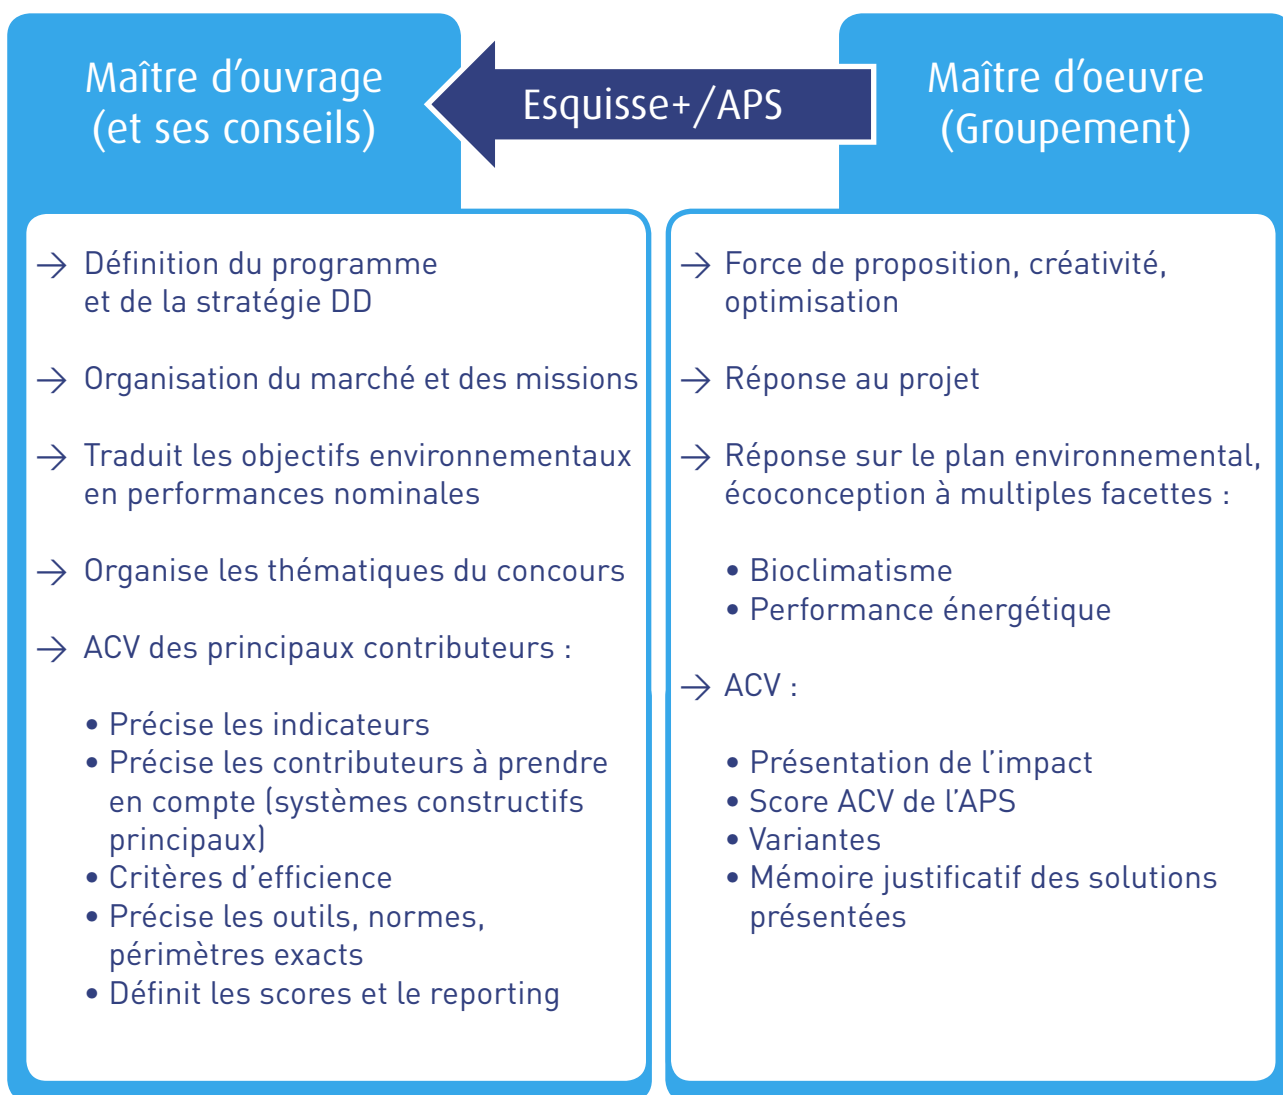 Maître d'ouvrage
(et ses conseils)
Esquisse+/APS
Maître d'oeuvre
(Groupement)
→ Définition du programme
et de la stratégie DD
→ Organisation du marché et des missions
→ Traduit les objectifs environnementaux
en performances nominales
→ Organise les thématiques du concours
→ ACV des principaux contributeurs :
• Précise les indicateurs
• Précise les contributeurs à prendre
en compte (systèmes constructifs
principaux)
• Critères d'efficience
• Précise les outils, normes,
périmètres exacts
• Définit les scores et le reporting
→ Force de proposition, créativité,
optimisation
→ Réponse au projet
→ Réponse sur le plan environnemental,
écoconception à multiples facettes :
• Bioclimatisme
• Performance énergétique
→ ACV :
• Présentation de l'impact
• Score ACV de l'APS
• Variantes
• Mémoire justificatif des solutions
présentées